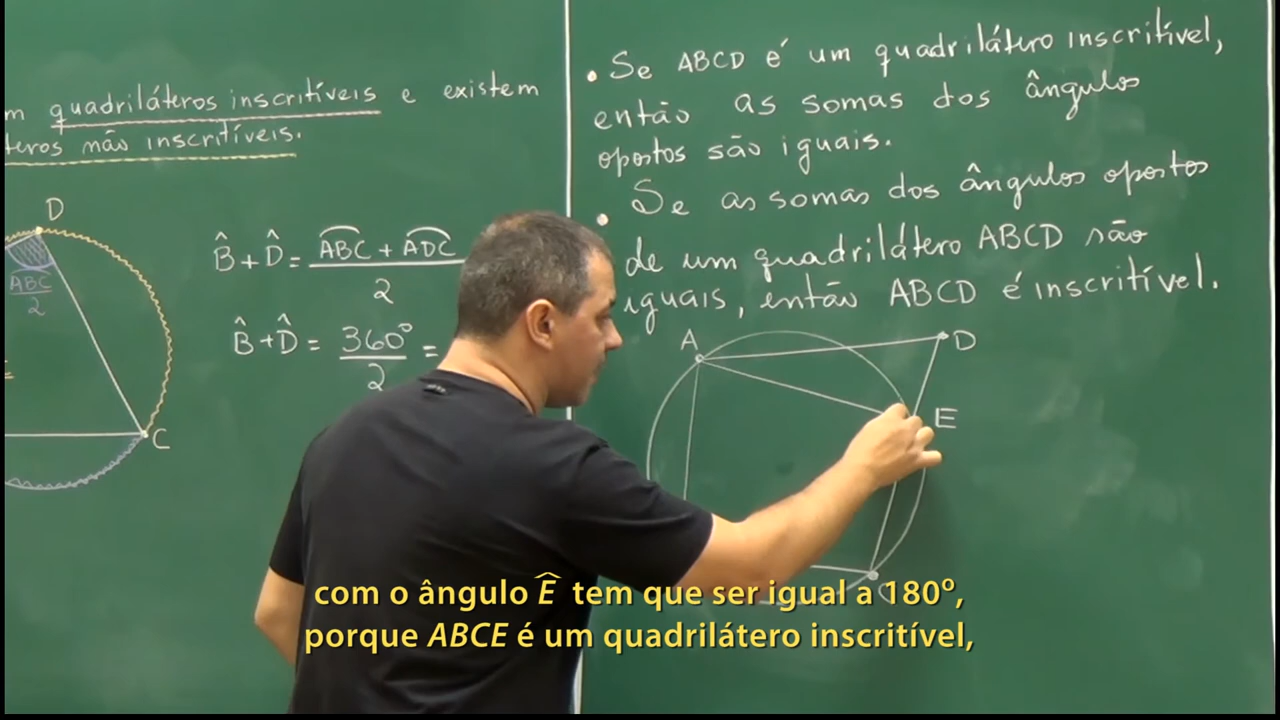 m quadriláteros inscritíveis e existem
teros não inscritíveis.
D
ABC
2
C
B̂+D̂ = ABC + ADC
2
B̂+D̂ = 360°
2
=
• Se ABCD é um quadrilátero inscritível,
então as somas dos ângulos
opostos são iguais.
• Se as somas dos ângulos opostos
de um quadrilátero ABCD são
iguais, então ABCD é inscritível.
A
D
E
C
com o ângulo Ê tem que ser igual a 180º,
porque ABCE é um quadrilátero inscritível,